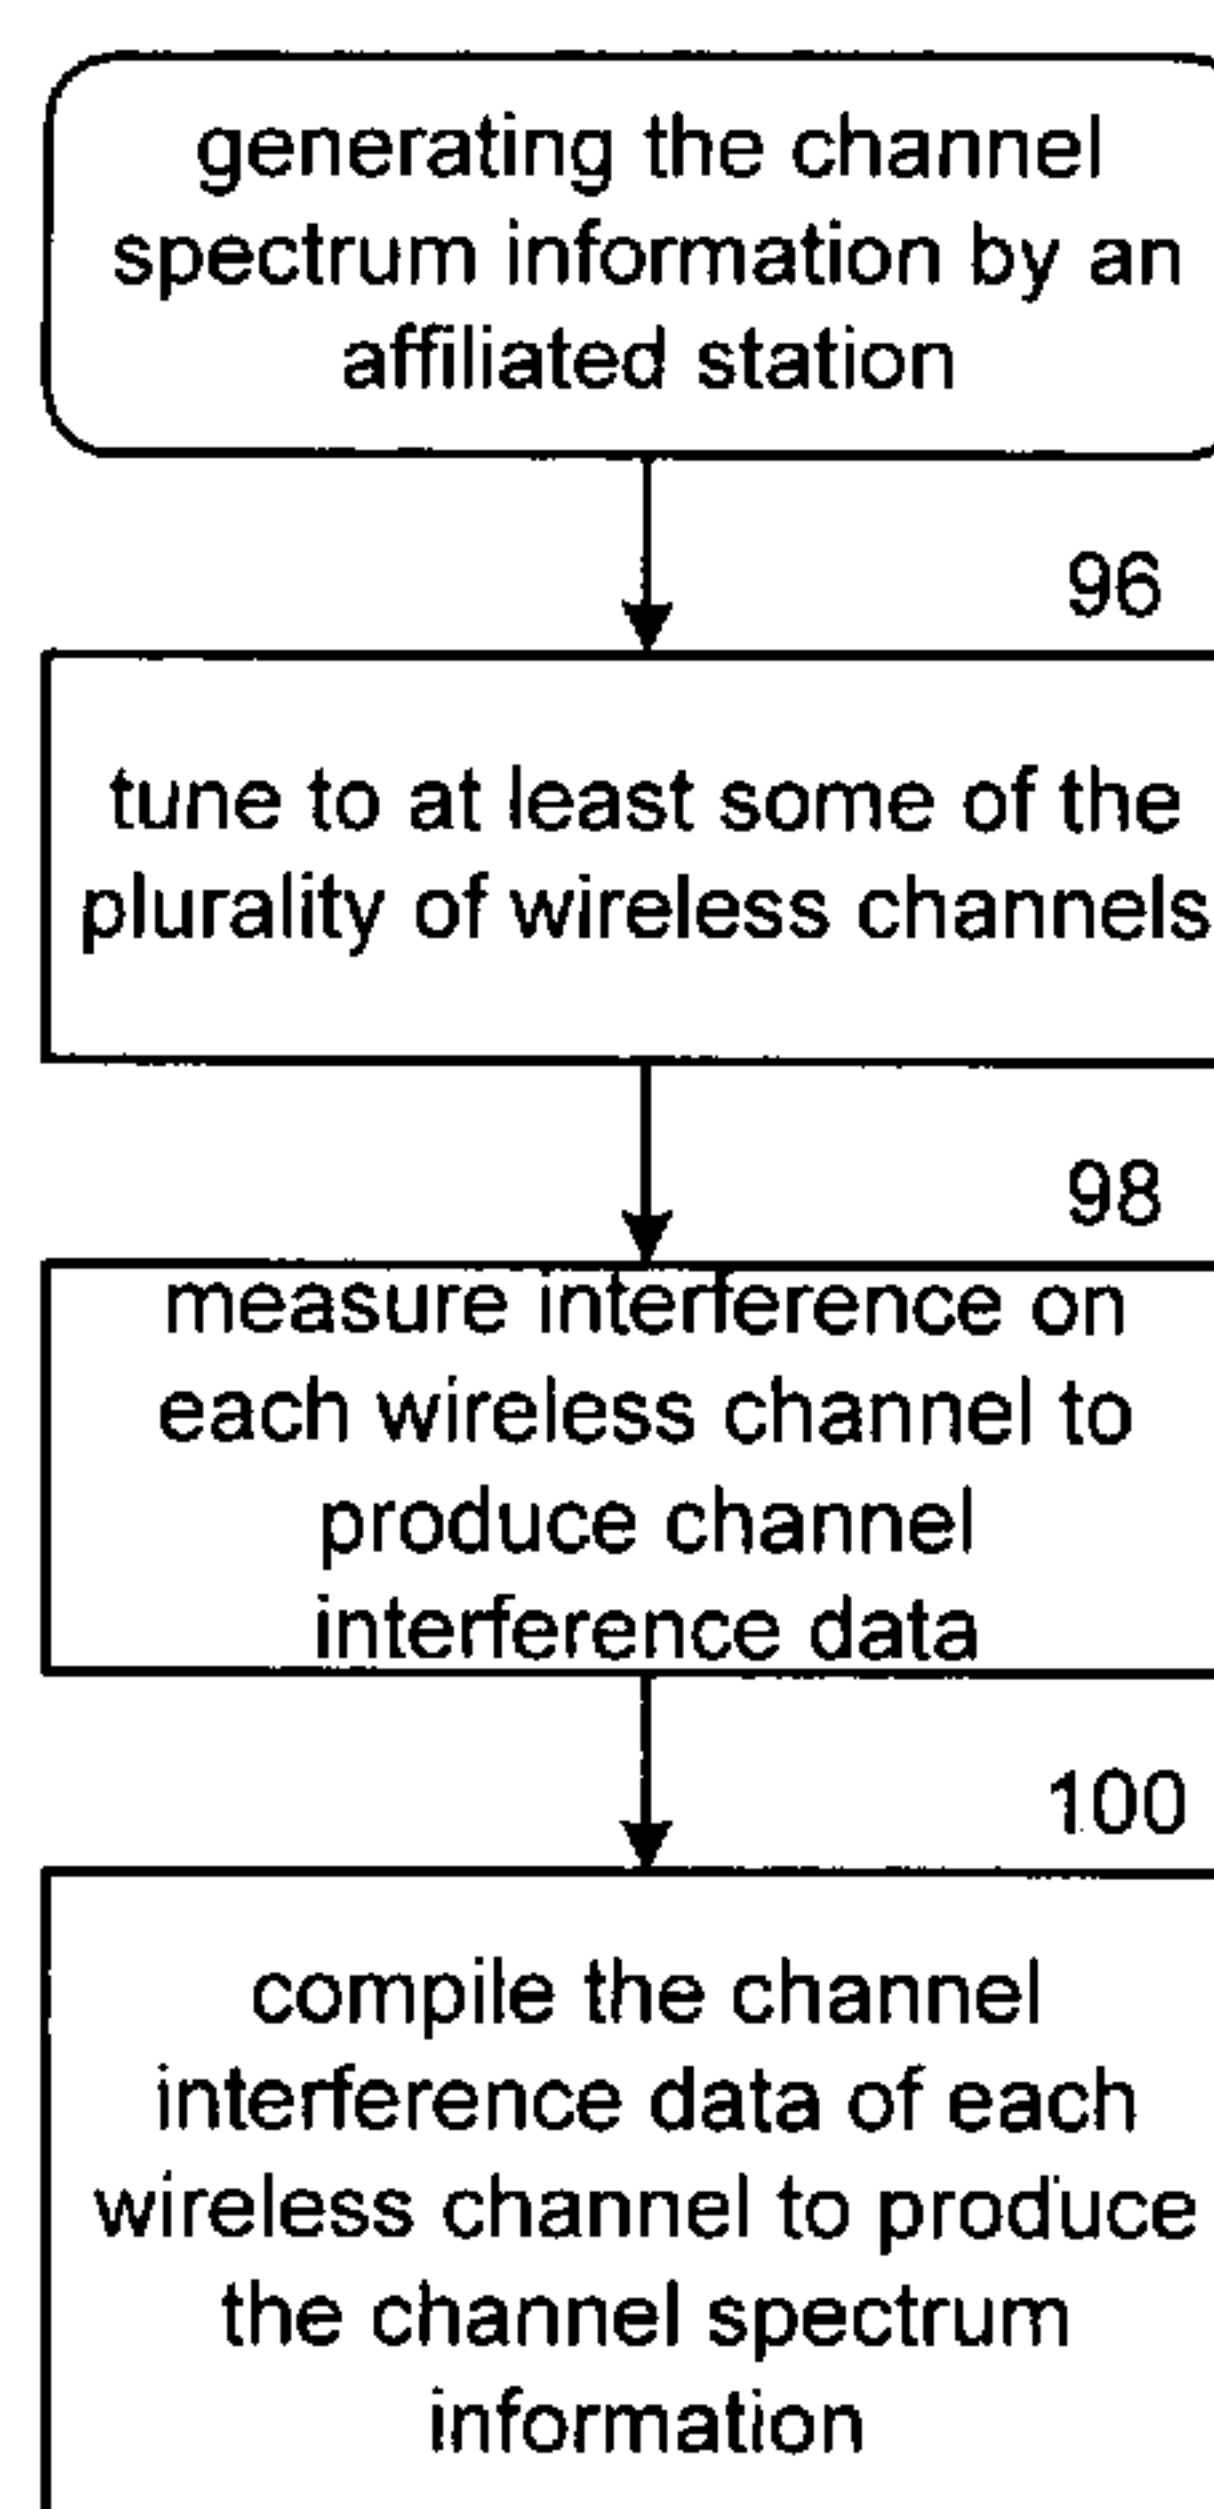 generating the channel
spectrum information by an
affiliated station
96
tune to at least some of the
plurality of wireless channels
98
measure interference on
each wireless channel to
produce channel
interference data
100
compile the channel
interference data of each
wireless channel to produce
the channel spectrum
information